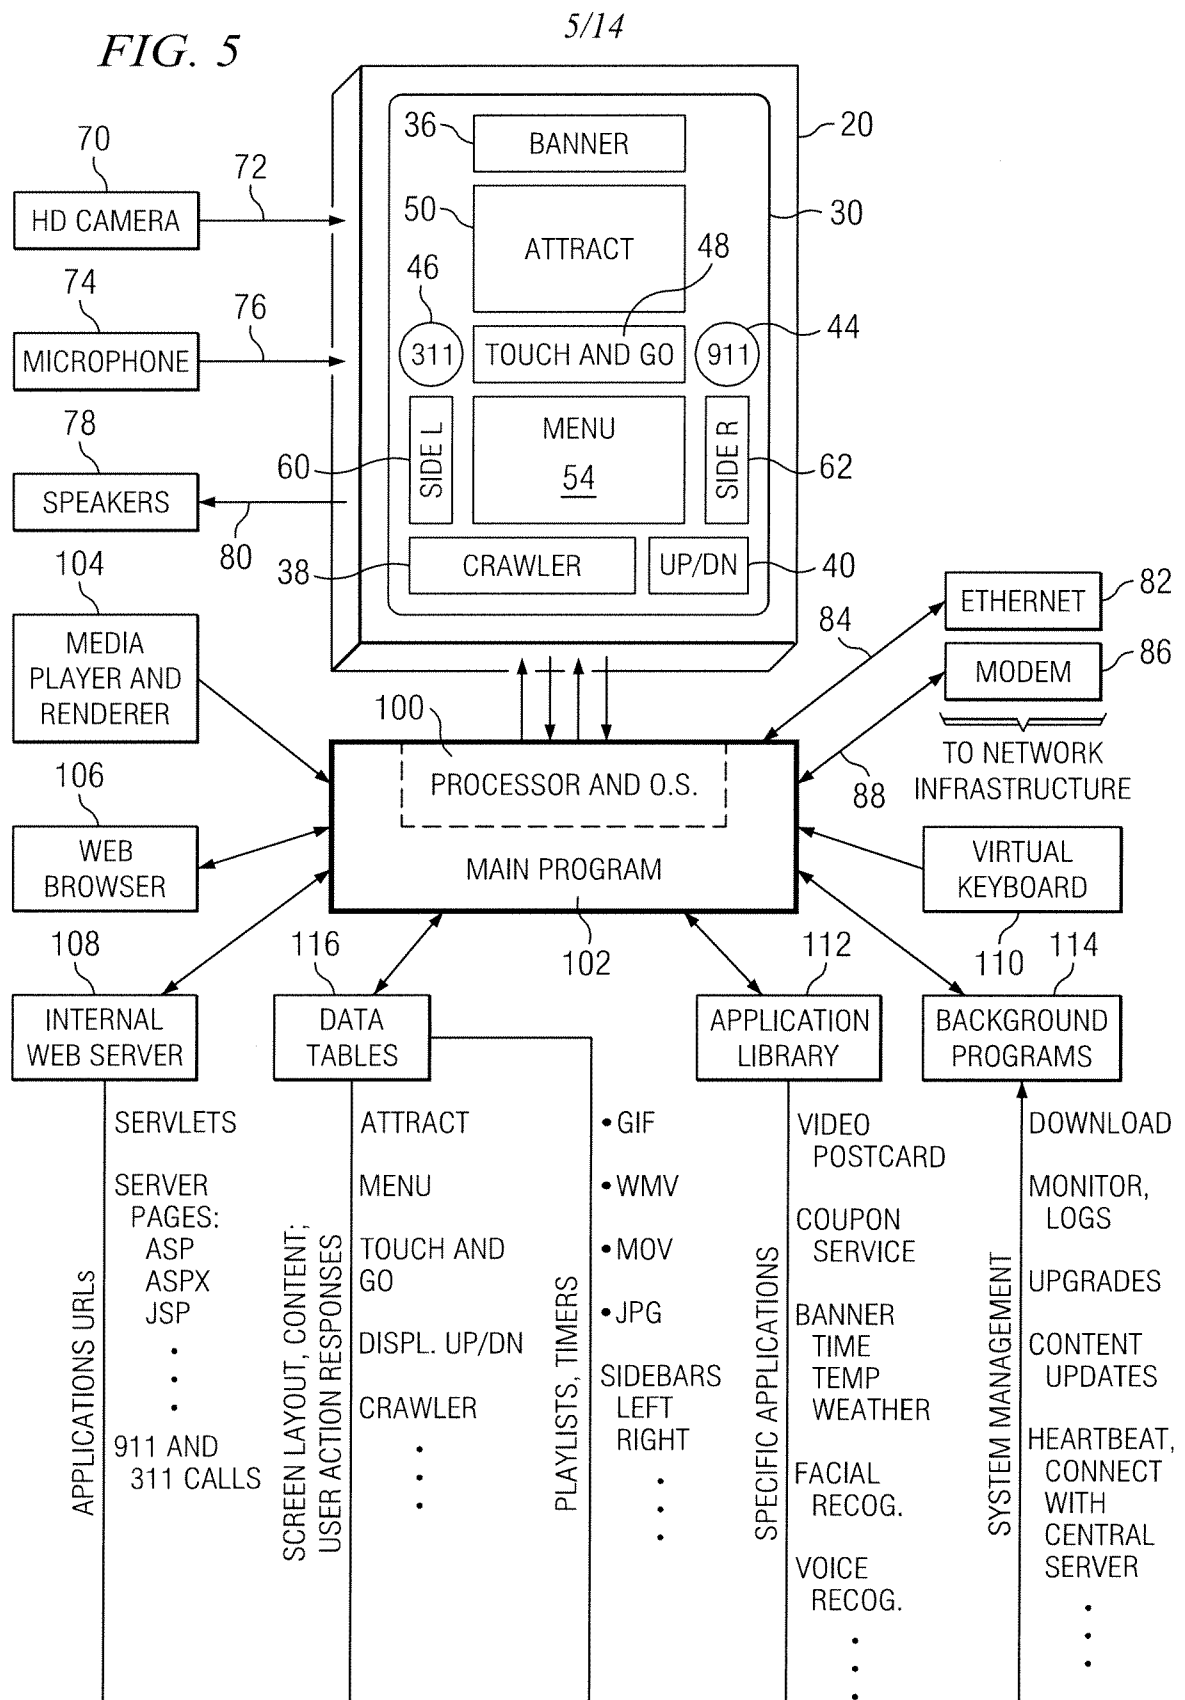 FIG. 5
5/14
36
BANNER
20
70
HD CAMERA
72
50
ATTRACT
30
48
46
74
MICROPHONE
76
311
TOUCH AND GO
911
44
78
SPEAKERS
80
60
SIDE L
MENU
54
SIDE R
62
38
CRAWLER
UP/DN
40
104
MEDIA
PLAYER AND
RENDERER
84
ETHERNET
82
MODEM
86
88
TO NETWORK
INFRASTRUCTURE
100
PROCESSOR AND O.S.
MAIN PROGRAM
102
106
WEB
BROWSER
VIRTUAL
KEYBOARD
110
108
INTERNAL
WEB SERVER
116
DATA
TABLES
112
APPLICATION
LIBRARY
114
BACKGROUND
PROGRAMS
APPLICATIONS URLs
SERVLETS
SERVER
PAGES:
ASP
ASPX
JSP
•
•
•
911 AND
311 CALLS
SCREEN LAYOUT, CONTENT;
USER ACTION RESPONSES
ATTRACT
MENU
TOUCH AND
GO
DISPL. UP/DN
CRAWLER
•
•
•
PLAYLISTS, TIMERS
• GIF
• WMV
• MOV
• JPG
SIDEBARS
LEFT
RIGHT
•
•
•
SPECIFIC APPLICATIONS
VIDEO
POSTCARD
COUPON
SERVICE
BANNER
TIME
TEMP
WEATHER
FACIAL
RECOG.
VOICE
RECOG.
•
•
•
SYSTEM MANAGEMENT
DOWNLOAD
MONITOR,
LOGS
UPGRADES
CONTENT
UPDATES
HEARTBEAT,
CONNECT
WITH
CENTRAL
SERVER
•
•
•